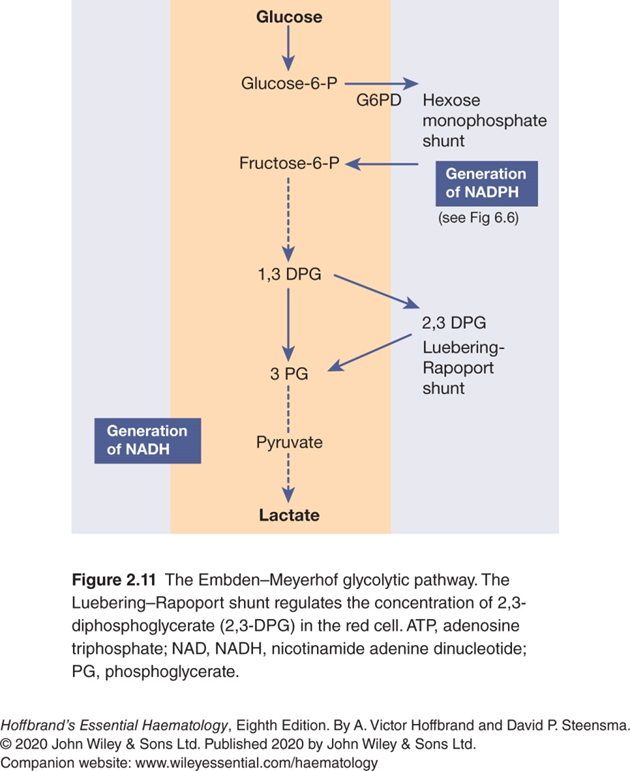 Glucose
Glucose-6-P
G6PD
Hexose
monophosphate
shunt
Fructose-6-P
Generation
of NADPH
(see Fig 6.6)
1,3 DPG
2,3 DPG
Luebering-
Rapoport
shunt
3 PG
Generation
of NADH
Pyruvate
Lactate
Figure 2.11 The Embden–Meyerhof glycolytic pathway. The
Luebering–Rapoport shunt regulates the concentration of 2,3-
diphosphoglycerate (2,3-DPG) in the red cell. ATP, adenosine
triphosphate; NAD, NADH, nicotinamide adenine dinucleotide;
PG, phosphoglycerate.
Hoffbrand's Essential Haematology, Eighth Edition. By A. Victor Hoffbrand and David P. Steensma.
© 2020 John Wiley & Sons Ltd. Published 2020 by John Wiley & Sons Ltd.
Companion website: www.wileyessential.com/haematology